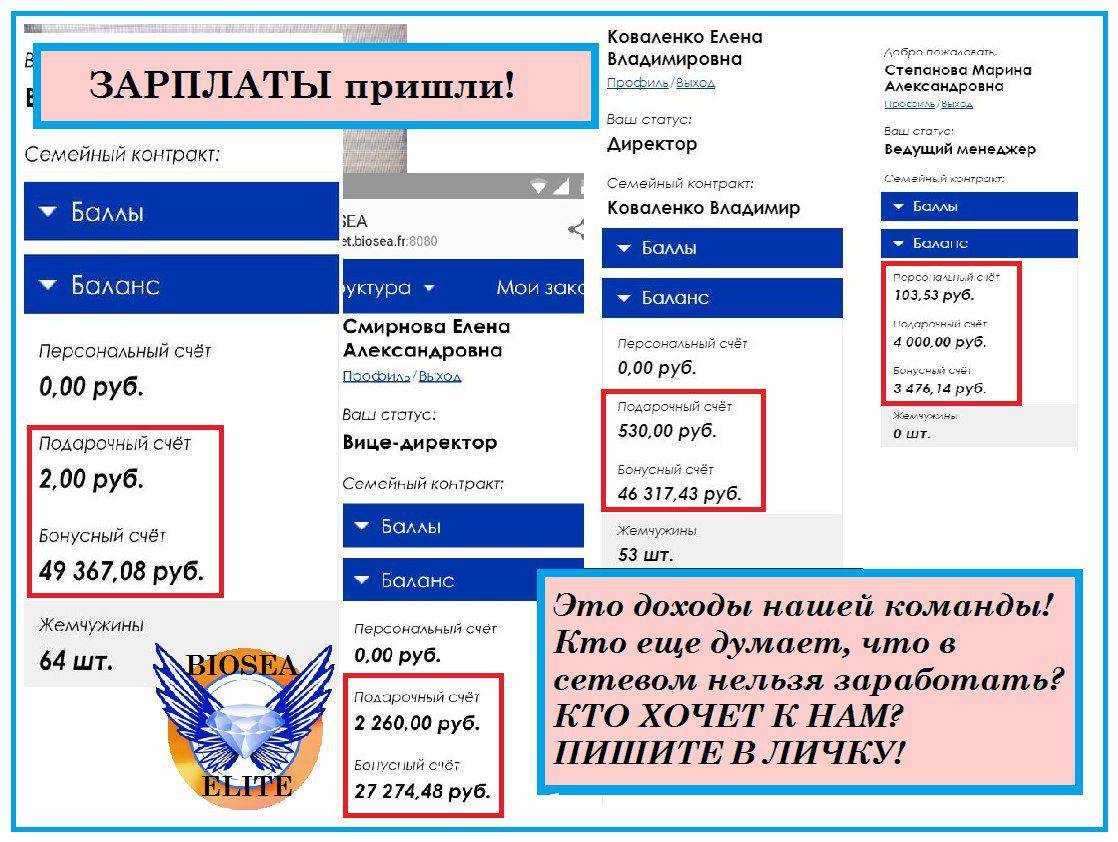 ЗАРПЛАТЫ пришли!
Семейный контракт:
Баллы
Баланс
Персональный счёт
0,00 руб.
Подарочный счёт
2,00 руб.
Бонусный счёт
49 367,08 руб.
Жемчужины
64 шт.
BIOSEA
ELITE
SEA
et.biosea.fr:8080
руктура
Мои зака
Смирнова Елена
Александровна
Профиль/Выход
Ваш статус:
Вице-директор
Семейный контракт:
Баллы
Баланс
Персональный счёт
0,00 руб.
Подарочный счёт
2 260,00 руб.
Бонусный счёт
27 274,48 руб.
Коваленко Елена
Владимировна
Профиль/Выход
Ваш статус:
Директор
Семейный контракт:
Коваленко Владимир
Баллы
Баланс
Персональный счёт
0,00 руб.
Подарочный счёт
530,00 руб.
Бонусный счёт
46 317,43 руб.
Жемчужины
53 шт.
Добро пожаловать,
Степанова Марина
Александровна
Профиль/Выход
Ваш статус:
Ведущий менеджер
Семейный контракт:
Баллы
Баланс
Персональный счёт
103,53 руб.
Подарочный счёт
4 000,00 руб.
Бонусный счёт
3 476,14 руб.
Жемчужины
0 шт.
Это доходы нашей команды!
Кто еще думает, что в
сетевом нельзя заработать?
КТО ХОЧЕТ К НАМ?
ПИШИТЕ В ЛИЧКУ!